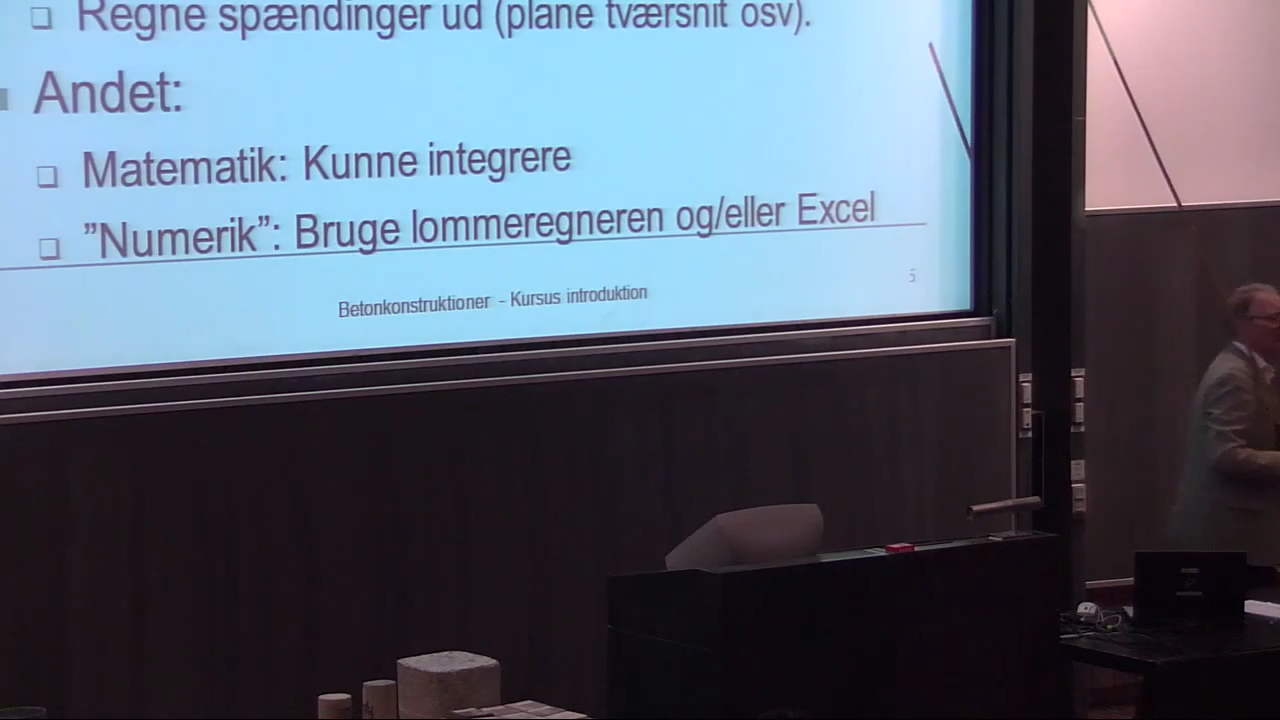 Regne spændinger ud (plane tværsnit osv).
Andet:
Matematik: Kunne integrere
”Numerik”: Bruge lommeregneren og/eller Excel
Betonkonstruktioner - Kursus introduktion
5